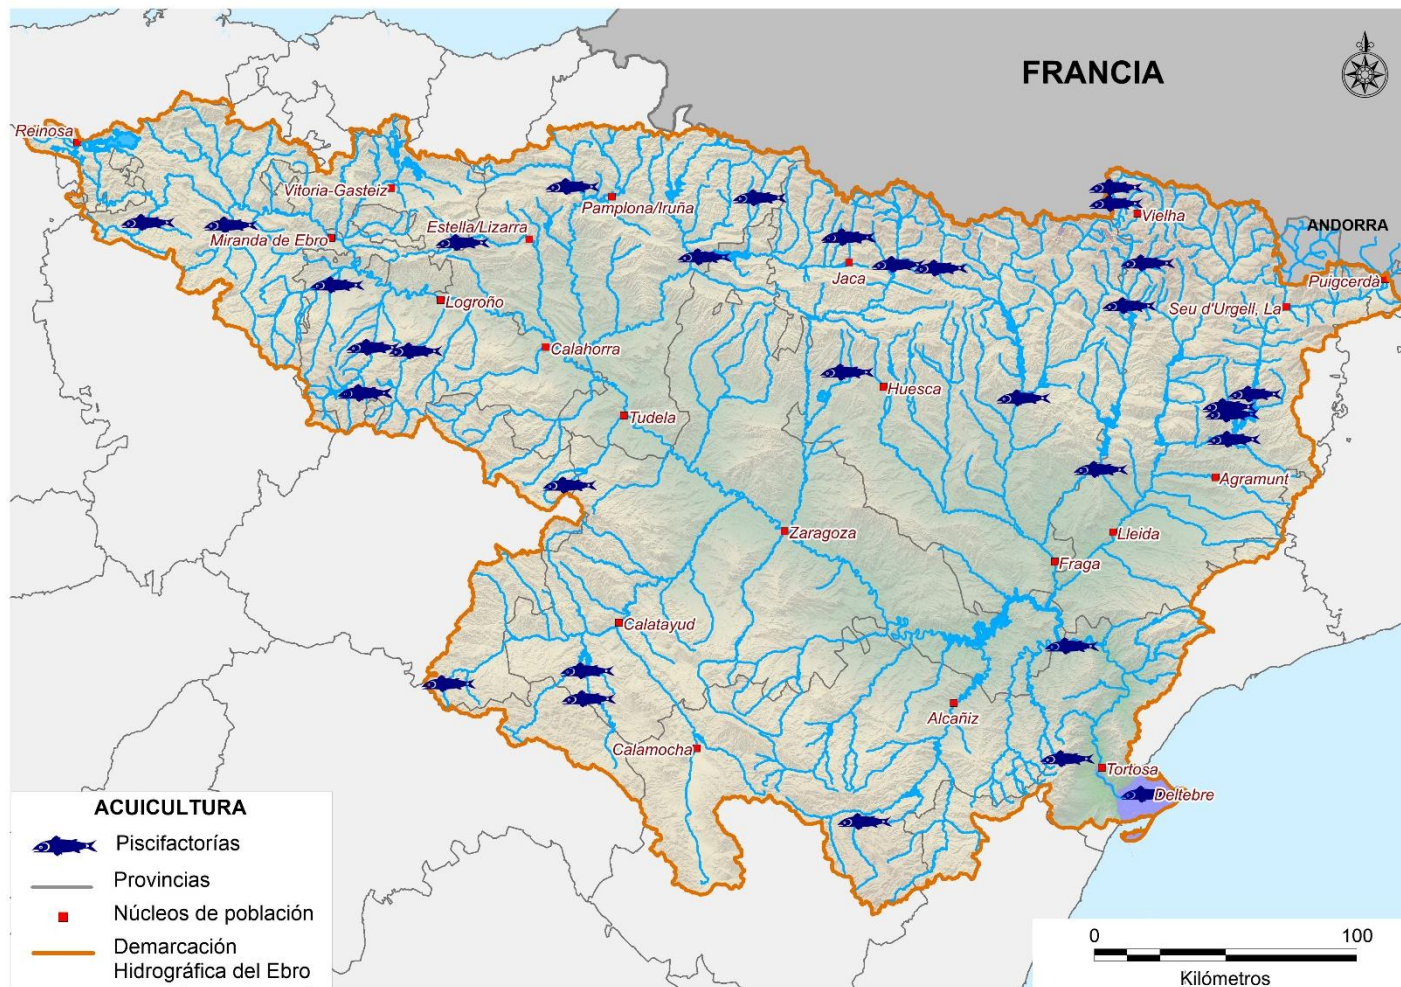 FRANCIA
Reinosa
Vitoria-Gasteiz
Pamplona/Iruña
Vielha
ANDORRA
Miranda de Ebro
Estella/Lizarra
Jaca
Puigcerdà
Seu d'Urgell, La
Logroño
Calahorra
Huesca
Tudela
Agramunt
Zaragoza
Lleida
Fraga
Calatayud
Alcañiz
Calamocha
Tortosa
Deltebre
ACUICULTURA
Piscifactorías
Provincias
Núcleos de población
Demarcación
Hidrográfica del Ebro
0 100
Kilómetros